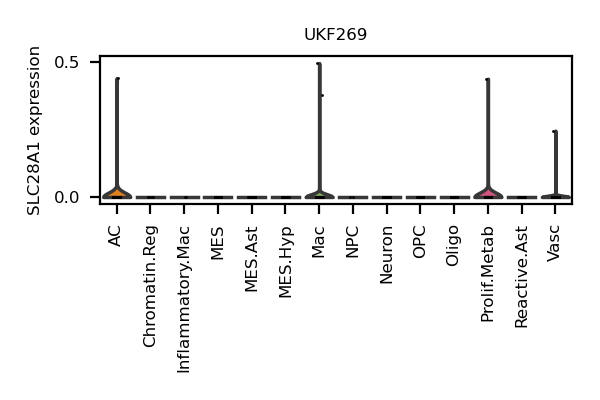 UKF269
SLC28A1 expression
0.5
0.0
AC
Chromatin.Reg
Inflammatory.Mac
MES
MES.Ast
MES.Hyp
Mac
NPC
Neuron
OPC
Oligo
Prolif.Metab
Reactive.Ast
Vasc